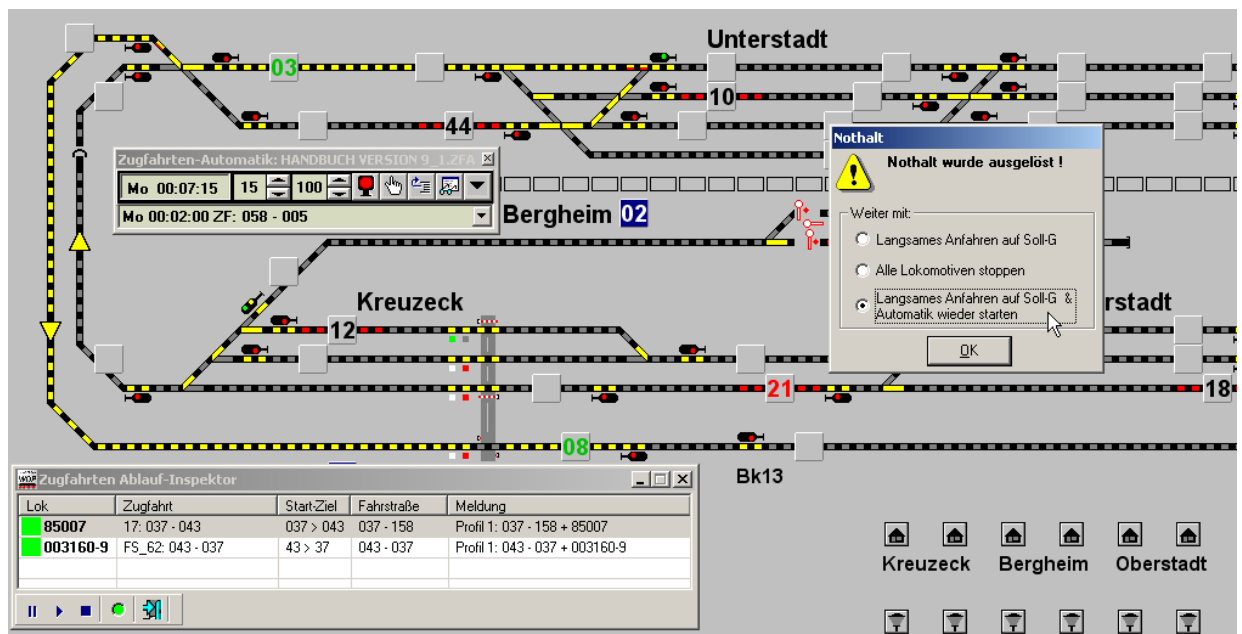 Unterstadt
03
10
44
Nothalt
Nothalt wurde ausgelöst !
Weiter mit:
Langsames Anfahren auf Soll-G
Alle Lokomotiven stoppen
Langsames Anfahren auf Soll-G &
Automatik wieder starten
OK
Zugfahrten-Automatik: HANDBUCH VERSION 9_1.ZFA
Mo 00:07:15
15
100
Mo 00:02:00 ZF: 058 - 005
Bergheim 02
Kreuzeck
rstadt
12
21
18
08
Bk13
Zugfahrten Ablauf-Inspektor
Lok Zugfahrt Start-Ziel Fahrstraße Meldung
85007 17: 037 - 043 037 > 043 037 - 158 Profil 1: 037 - 158 + 85007
003160-9 FS_62: 043 - 037 43 > 37 043 - 037 Profil 1: 043 - 037 + 003160-9
Kreuzeck Bergheim Oberstadt